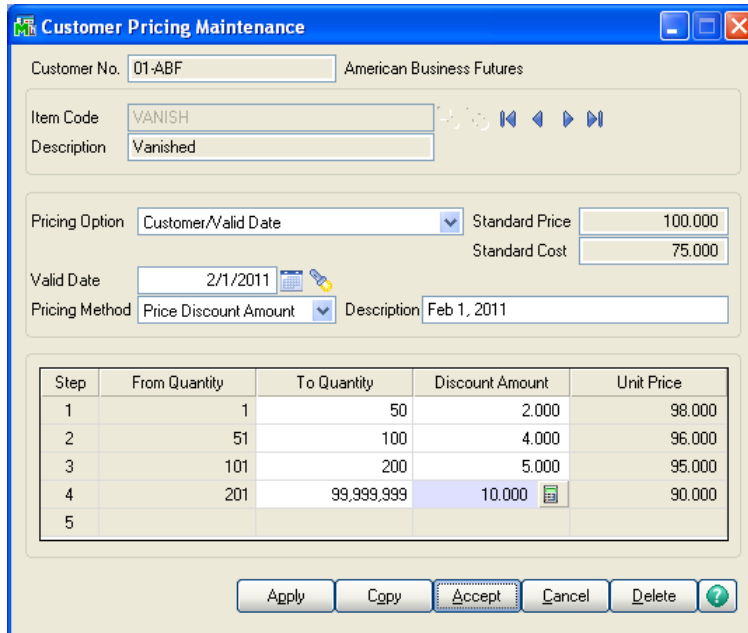 Customer Pricing Maintenance
Customer No. 01-ABF American Business Futures
Item Code VANISH
Description Vanished
Pricing Option Customer/Valid Date Standard Price 100.000
Standard Cost 75.000
Valid Date 2/1/2011
Pricing Method Price Discount Amount Description Feb 1, 2011
Step From Quantity To Quantity Discount Amount Unit Price
1 1 50 2.000 98.000
2 51 100 4.000 96.000
3 101 200 5.000 95.000
4 201 99,999,999 10.000 90.000
5
Apply Copy Accept Cancel Delete ?